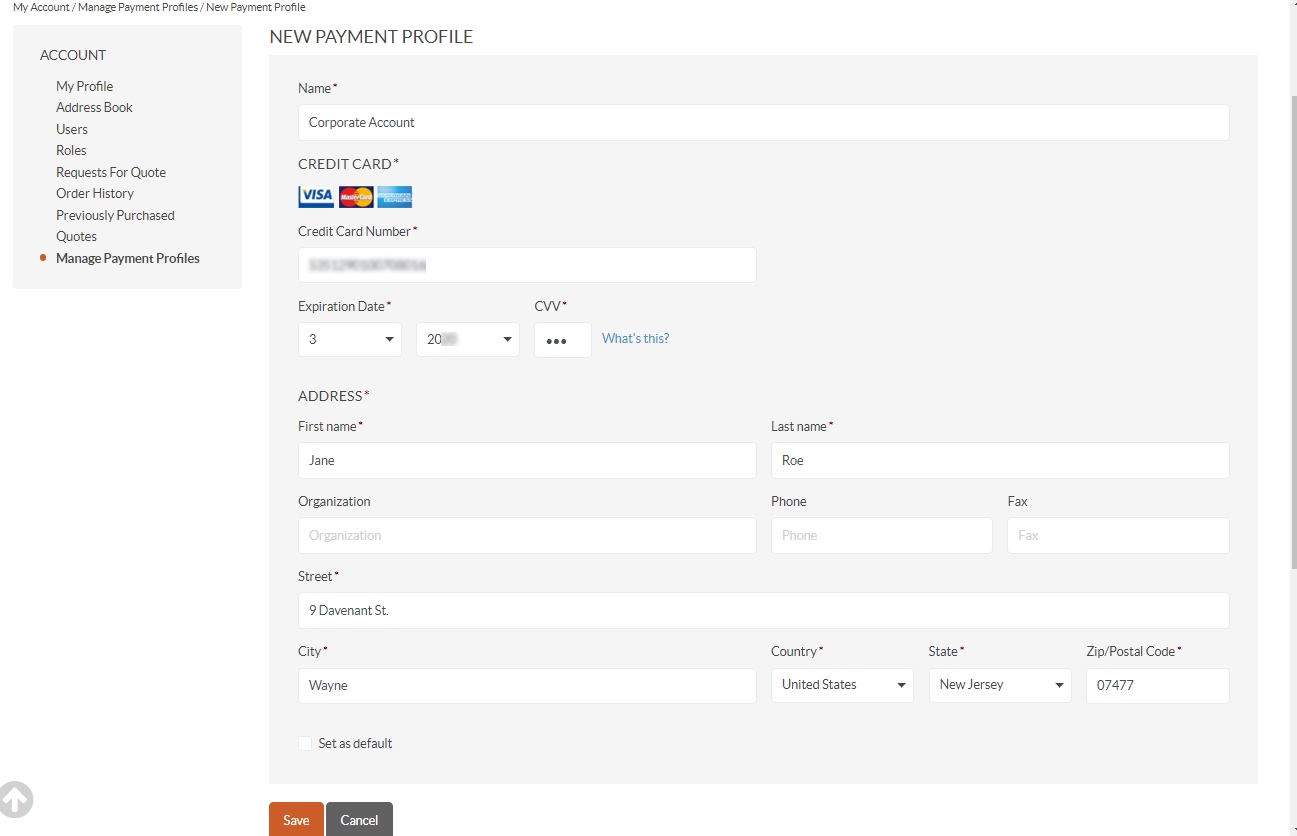 My Account / Manage Payment Profiles / New Payment Profile
ACCOUNT
My Profile
Address Book
Users
Roles
Requests For Quote
Order History
Previously Purchased
Quotes
Manage Payment Profiles
NEW PAYMENT PROFILE
Name*
Corporate Account
CREDIT CARD*
VISA MasterCard AMERICAN EXPRESS
Credit Card Number*
Expiration Date* CVV*
3 20 ••• What's this?
ADDRESS*
First name* Last name*
Jane Roe
Organization Phone Fax
Organization Phone Fax
Street*
9 Davenant St.
City* Country* State* Zip/Postal Code*
Wayne United States New Jersey 07477
Set as default
Save Cancel